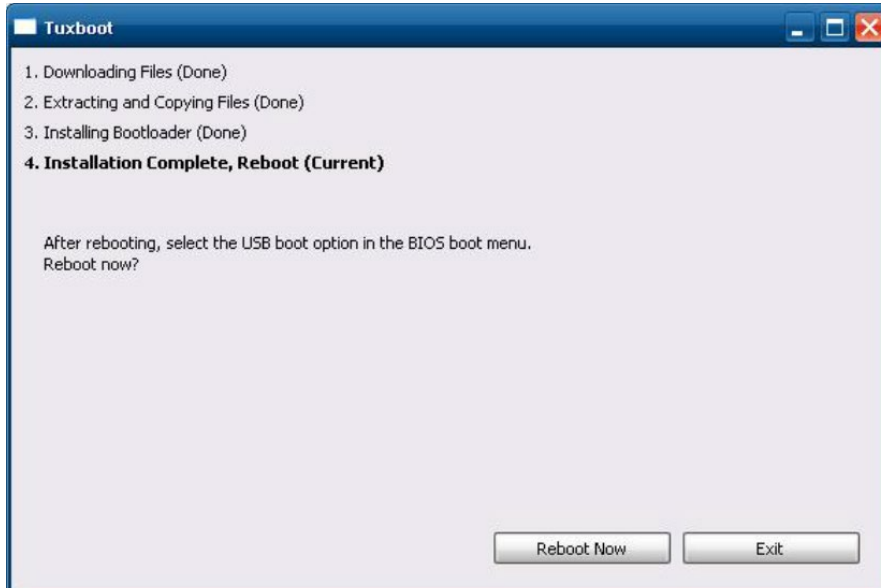 Tuxboot
1. Downloading Files (Done)
2. Extracting and Copying Files (Done)
3. Installing Bootloader (Done)
4. Installation Complete, Reboot (Current)
After rebooting, select the USB boot option in the BIOS boot menu.
Reboot now?
Reboot Now
Exit